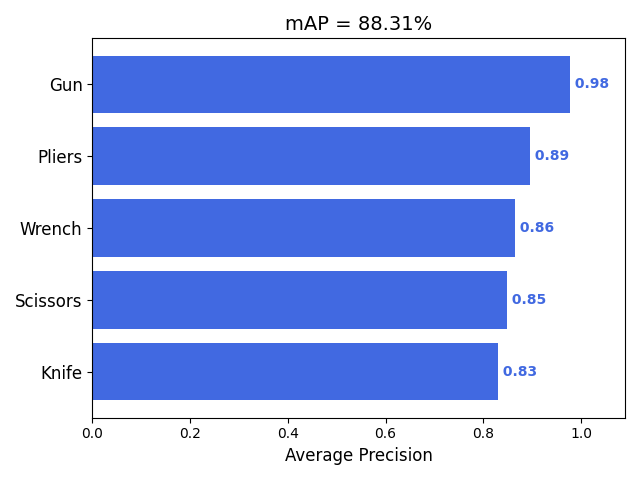 mAP = 88.31%
Gun 0.98
Pliers 0.89
Wrench 0.86
Scissors 0.85
Knife 0.83
0.0 0.2 0.4 0.6 0.8 1.0
Average Precision